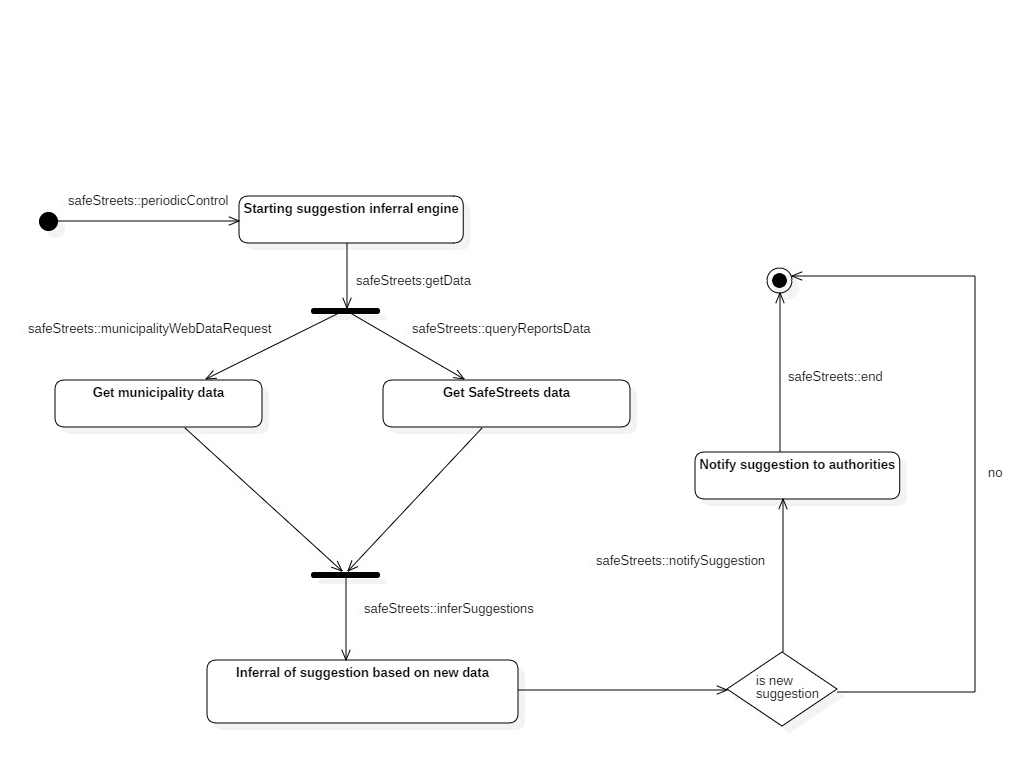 safeStreets::periodicControl
Starting suggestion inferral engine
safeStreets:getData
safeStreets::municipalityWebDataRequest
safeStreets::queryReportsData
Get municipality data
Get SafeStreets data
safeStreets::inferSuggestions
Inferral of suggestion based on new data
is new
suggestion
safeStreets::notifySuggestion
Notify suggestion to authorities
safeStreets::end
no